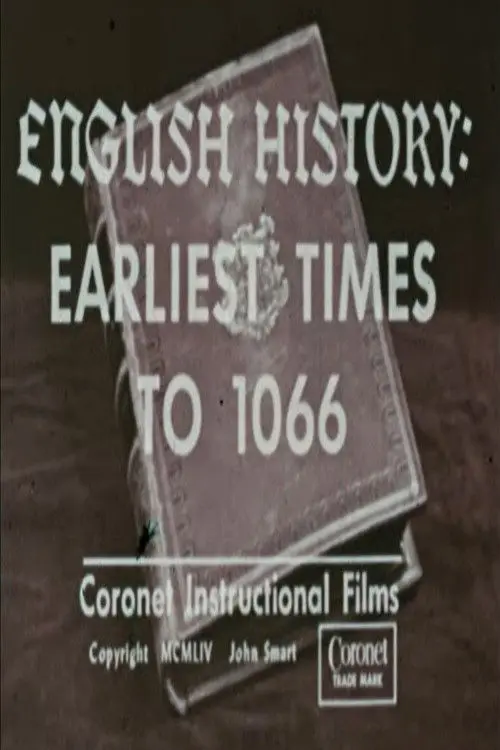 ENGLISH HISTORY:
EARLIEST TIMES
TO 1066
Coronet Instructional Films
Copyright MCMLIV John Smart
Coronet
TRADE MARK